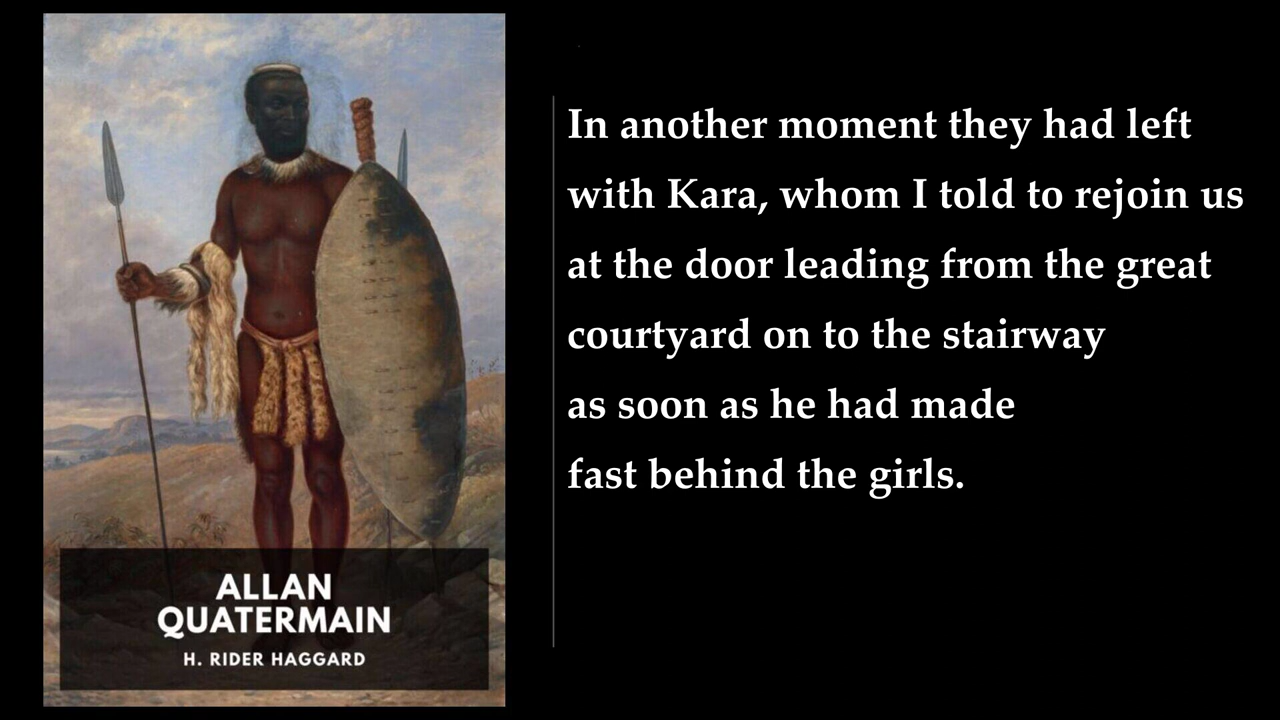 ALLAN
QUATERMAIN
H. RIDER HAGGARD
In another moment they had left
with Kara, whom I told to rejoin us
at the door leading from the great
courtyard on to the stairway
as soon as he had made
fast behind the girls.